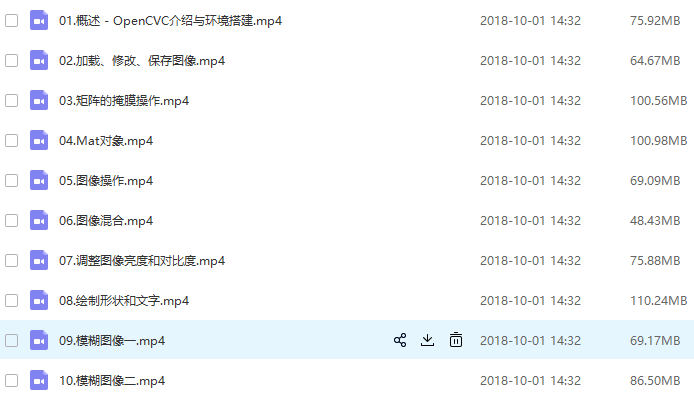 01.概述 - OpenCVC介绍与环境搭建.mp4 2018-10-01 14:32 75.92MB
02.加载、修改、保存图像.mp4 2018-10-01 14:32 64.67MB
03.矩阵的掩膜操作.mp4 2018-10-01 14:32 100.56MB
04.Mat对象.mp4 2018-10-01 14:32 100.98MB
05.图像操作.mp4 2018-10-01 14:32 69.09MB
06.图像混合.mp4 2018-10-01 14:32 48.43MB
07.调整图像亮度和对比度.mp4 2018-10-01 14:32 75.88MB
08.绘制形状和文字.mp4 2018-10-01 14:32 110.24MB
09.模糊图像一.mp4 2018-10-01 14:32 69.17MB
10.模糊图像二.mp4 2018-10-01 14:32 86.50MB